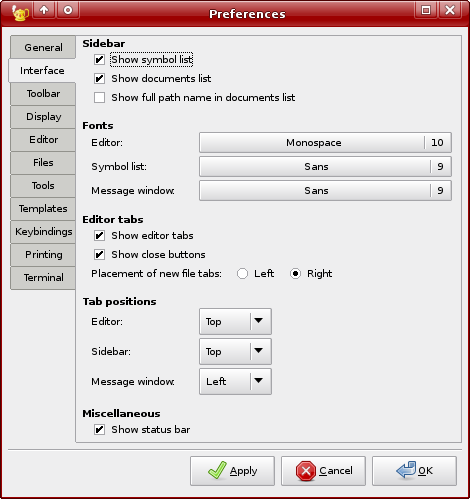 Preferences
General
Interface
Toolbar
Display
Editor
Files
Tools
Templates
Keybindings
Printing
Terminal
Sidebar
Show symbol list
Show documents list
Show full path name in documents list
Fonts
Editor: Monospace 10
Symbol list: Sans 9
Message window: Sans 9
Editor tabs
Show editor tabs
Show close buttons
Placement of new file tabs: Left Right
Tab positions
Editor: Top
Sidebar: Top
Message window: Left
Miscellaneous
Show status bar
Apply Cancel OK